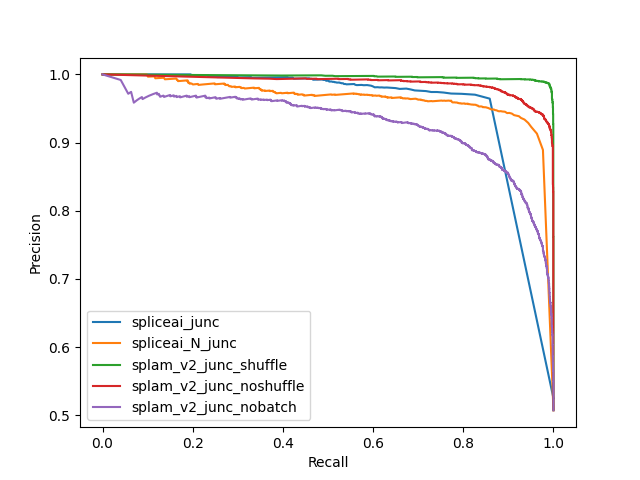 1.0
0.9
0.8
0.7
0.6
0.5
Precision
spliceai_junc
spliceai_N_junc
splam_v2_junc_shuffle
splam_v2_junc_noshuffle
splam_v2_junc_nobatch
0.0 0.2 0.4 0.6 0.8 1.0
Recall